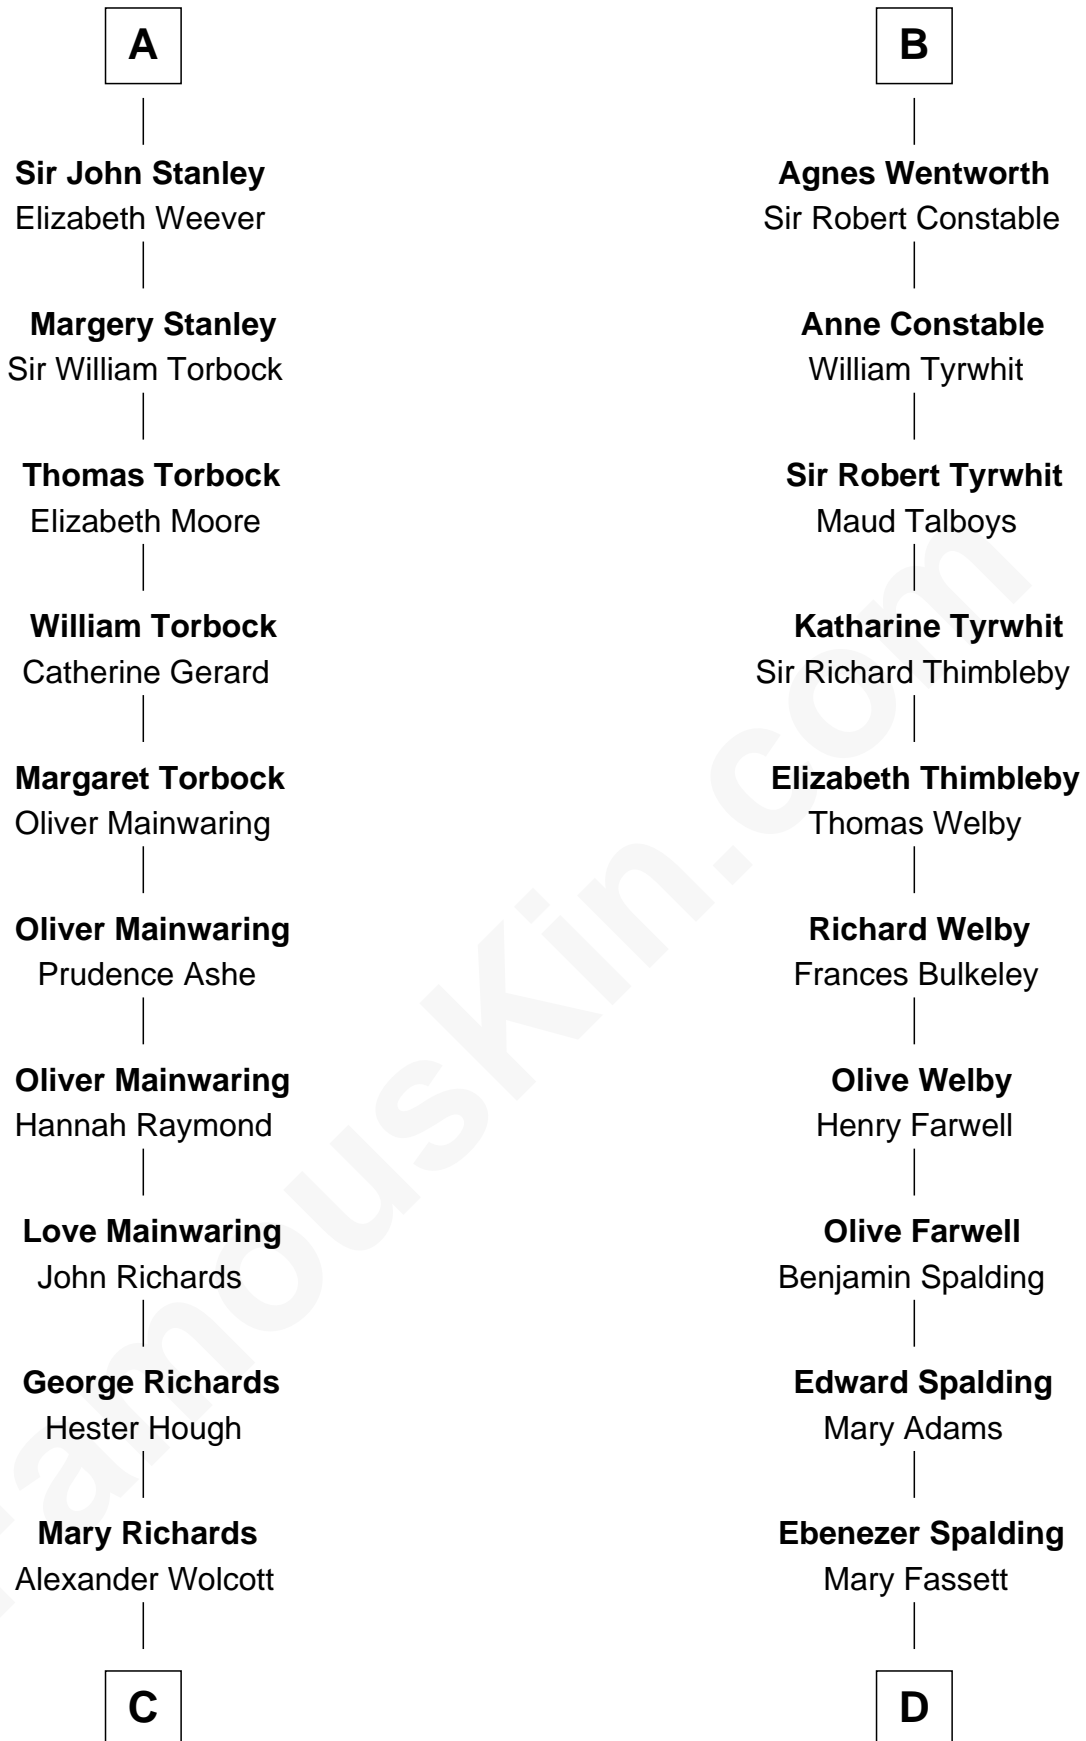 A
Sir John Stanley
Elizabeth Weever
Margery Stanley
Sir William Torbock
Thomas Torbock
Elizabeth Moore
William Torbock
Catherine Gerard
Margaret Torbock
Oliver Mainwaring
Oliver Mainwaring
Prudence Ashe
Oliver Mainwaring
Hannah Raymond
Love Mainwaring
John Richards
George Richards
Hester Hough
Mary Richards
Alexander Wolcott
C
B
Agnes Wentworth
Sir Robert Constable
Anne Constable
William Tyrwhit
Sir Robert Tyrwhit
Maud Talboys
Katharine Tyrwhit
Sir Richard Thimbleby
Elizabeth Thimbleby
Thomas Welby
Richard Welby
Frances Bulkeley
Olive Welby
Henry Farwell
Olive Farwell
Benjamin Spalding
Edward Spalding
Mary Adams
Ebenezer Spalding
Mary Fassett
D
FamousKin.com